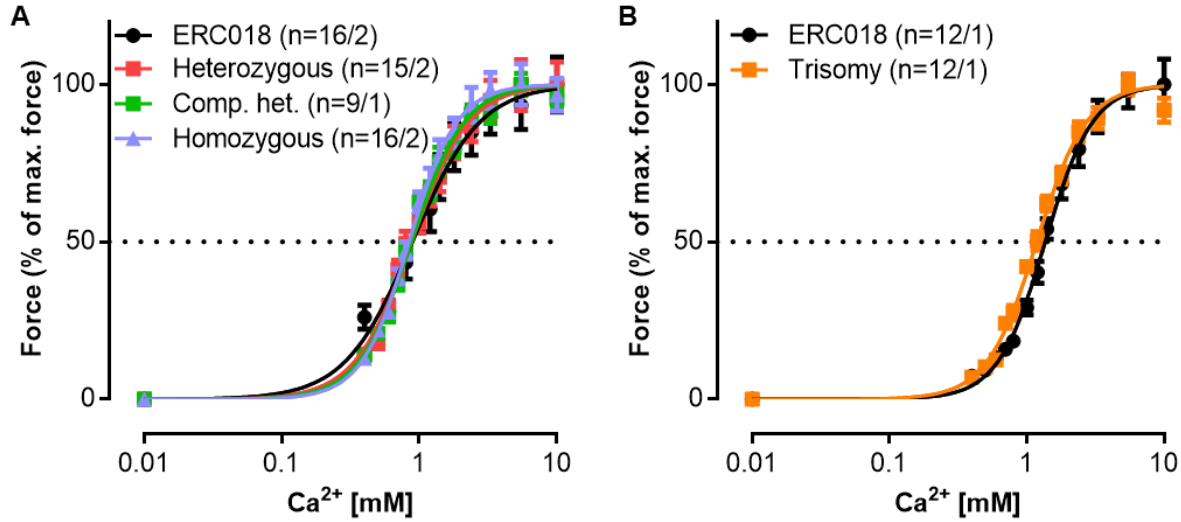 A
ERC018 (n=16/2)
Heterozygous (n=15/2)
Comp. het. (n=9/1)
Homozygous (n=16/2)
Force (% of max. force)
100
50
0
0.01 0.1 1 10
Ca²⁺ [mM]
B
ERC018 (n=12/1)
Trisomy (n=12/1)
Force (% of max. force)
100
50
0
0.01 0.1 1 10
Ca²⁺ [mM]